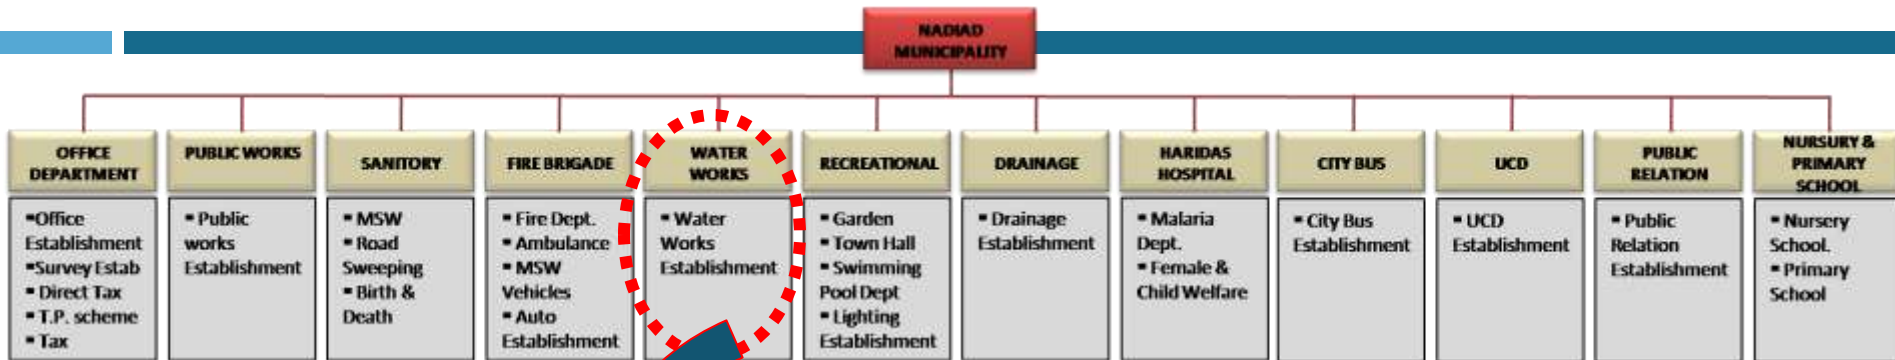 NADIAD
MUNICIPALITY
OFFICE
DEPARTMENT
PUBLIC WORKS
SANITORY
FIRE BRIGADE
WATER
WORKS
RECREATIONAL
DRAINAGE
HARIDAS
HOSPITAL
CITY BUS
UCD
PUBLIC
RELATION
NURSURY &
PRIMARY
SCHOOL
▪Office
Establishment
▪Survey Estab
▪ Direct Tax
▪ T.P. scheme
▪ Tax
▪ Public
works
Establishment
▪ MSW
▪ Road
Sweeping
▪ Birth &
Death
▪ Fire Dept.
▪ Ambulance
▪ MSW
Vehicles
▪ Auto
Establishment
▪ Water
Works
Establishment
▪ Garden
▪ Town Hall
▪ Swimming
Pool Dept
▪ Lighting
Establishment
▪ Drainage
Establishment
▪ Malaria
Dept.
▪ Female &
Child Welfare
▪ City Bus
Establishment
▪ UCD
Establishment
▪ Public
Relation
Establishment
▪ Nursery
School.
▪ Primary
School